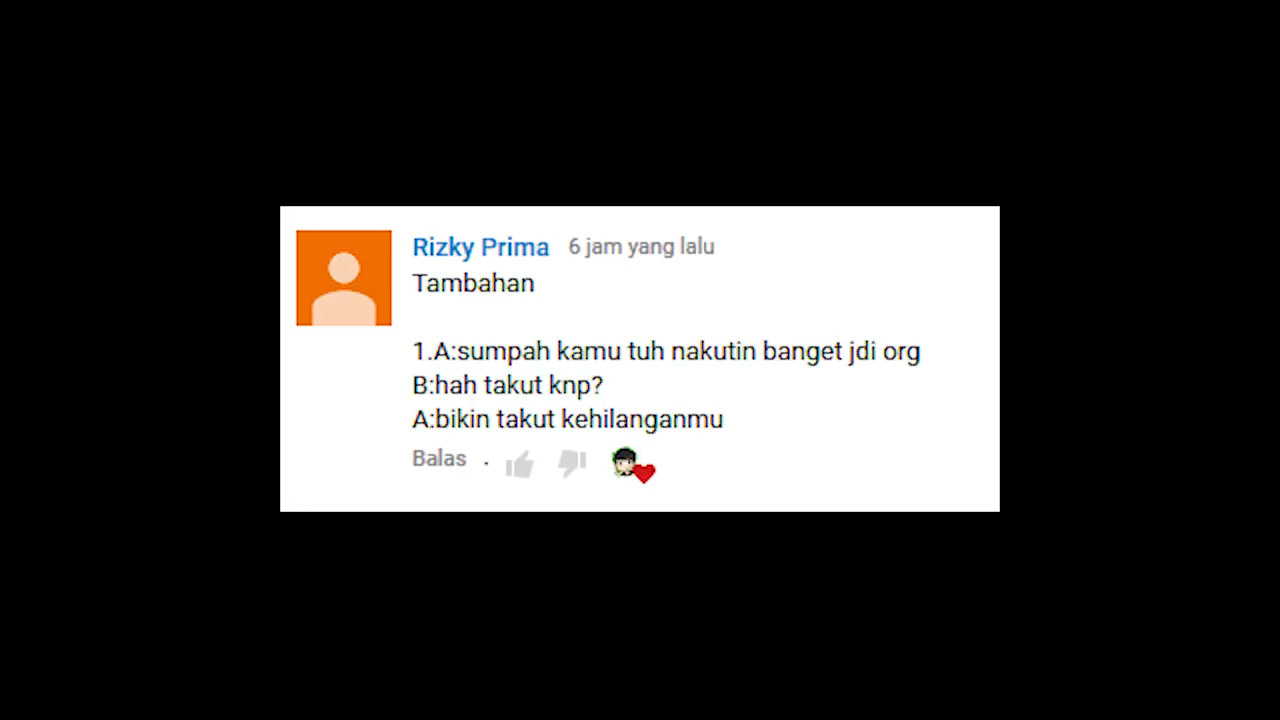 Rizky Prima 6 jam yang lalu
Tambahan
1.A:sumpah kamu tuh nakutin banget jdi org
B:hah takut knp?
A:bikin takut kehilanganmu
Balas .